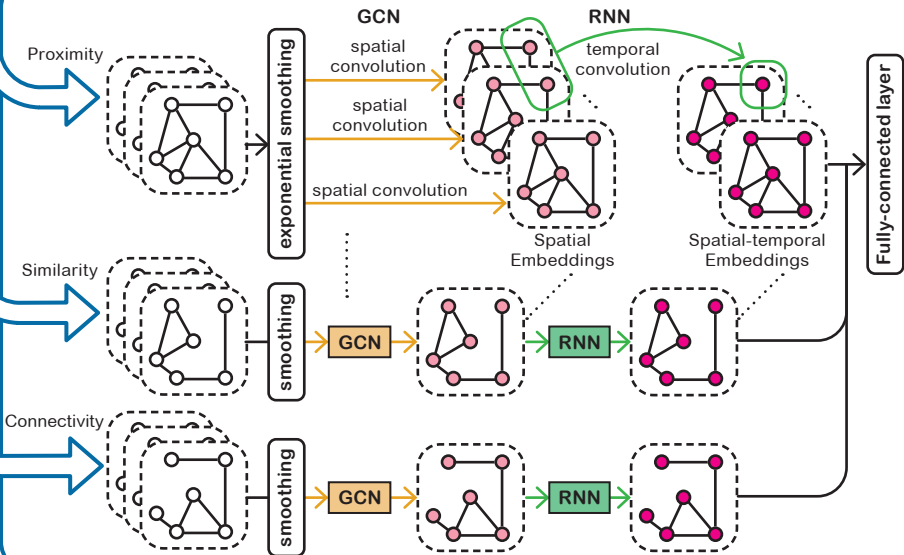 GCN
RNN
Proximity
exponential smoothing
spatial
convolution
spatial
convolution
spatial convolution
temporal
convolution
Fully-connected layer
Spatial
Embeddings
Spatial-temporal
Embeddings
Similarity
smoothing
GCN
RNN
Connectivity
smoothing
GCN
RNN